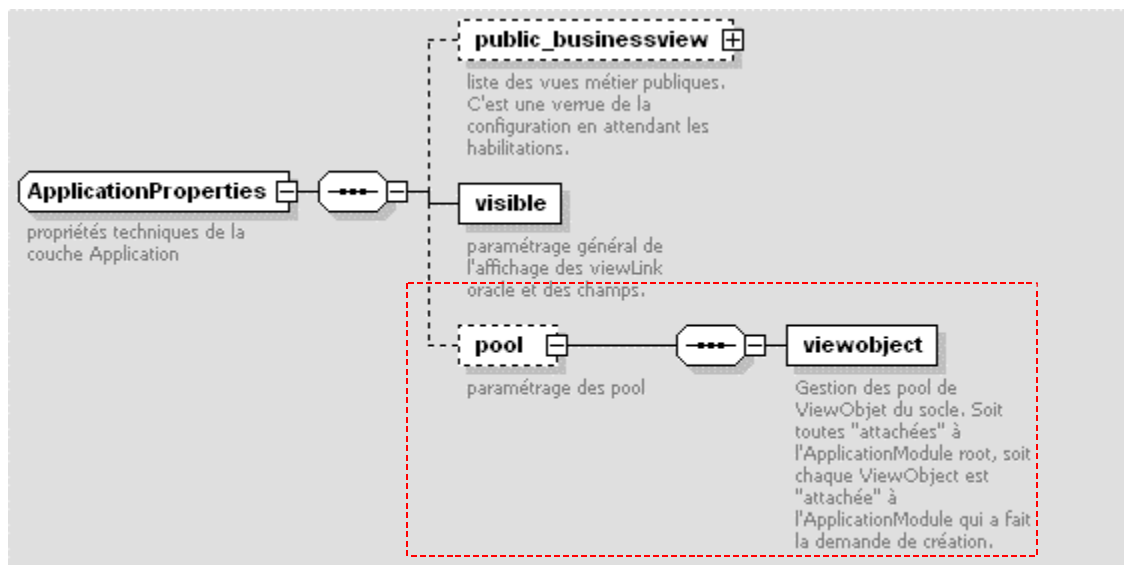 public_businessview
liste des vues métier publiques.
C'est une verrue de la
configuration en attendant les
habilitations.
ApplicationProperties
propriétés techniques de la
couche Application
visible
paramétrage général de
l'affichage des viewLink
oracle et des champs.
pool
paramétrage des pool
viewobject
Gestion des pool de
ViewObjet du socle. Soit
toutes "attachées" à
l'ApplicationModule root, soit
chaque ViewObject est
"attachée" à
l'ApplicationModule qui a fait
la demande de création.